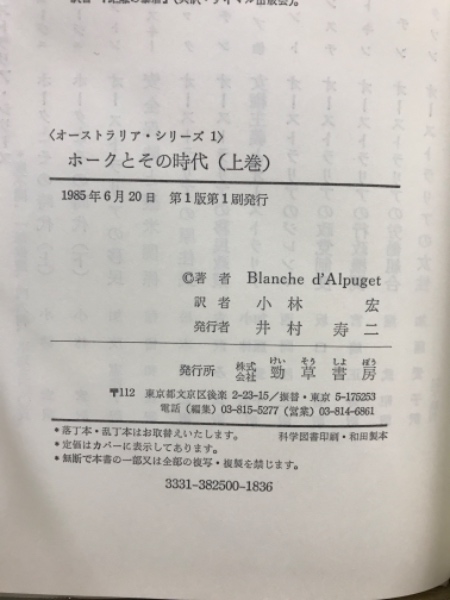 〈オーストラリア・シリーズ 1〉
ホークとその時代（上巻）
1985年6月20日　第1版第1刷発行
©著　者　Blanche d'Alpuget
訳　者　小　林　　宏
発行者　井　村　寿　二
発行所　株式会社　勁草書房
けい　そう　しよ　ぼう
〒112　東京都文京区後楽 2-23-15／振替・東京 5-175253
電話（編集）03-815-5277（営業）03-814-6861
＊落丁本・乱丁本はお取替えいたします。　科学図書印刷・和田製本
＊定価はカバーに表示してあります。
＊無断で本書の一部又は全部の複写・複製を禁じます。
3331-382500-1836